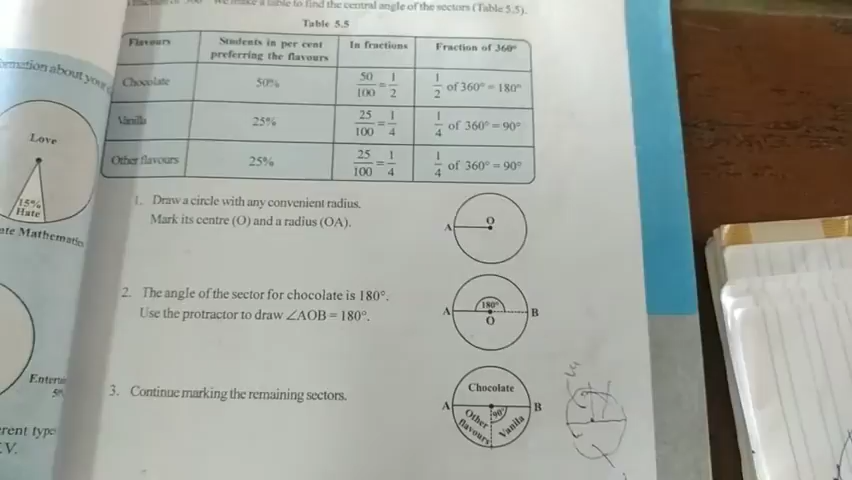 We make a table to find the central angle of the sectors (Table 5.5).
Table 5.5
Flavours Students in per cent preferring the flavours In fractions Fraction of 360°
Chocolate 50% 50/100 = 1/2 1/2 of 360° = 180°
Vanilla 25% 25/100 = 1/4 1/4 of 360° = 90°
Other flavours 25% 25/100 = 1/4 1/4 of 360° = 90°
1. Draw a circle with any convenient radius.
Mark its centre (O) and a radius (OA).
A O
2. The angle of the sector for chocolate is 180°.
Use the protractor to draw ∠AOB = 180°.
A 180° O B
3. Continue marking the remaining sectors.
Chocolate
A B
90°
Other flavours
Vanila
about your
Love
15%
Hate
Mathematics